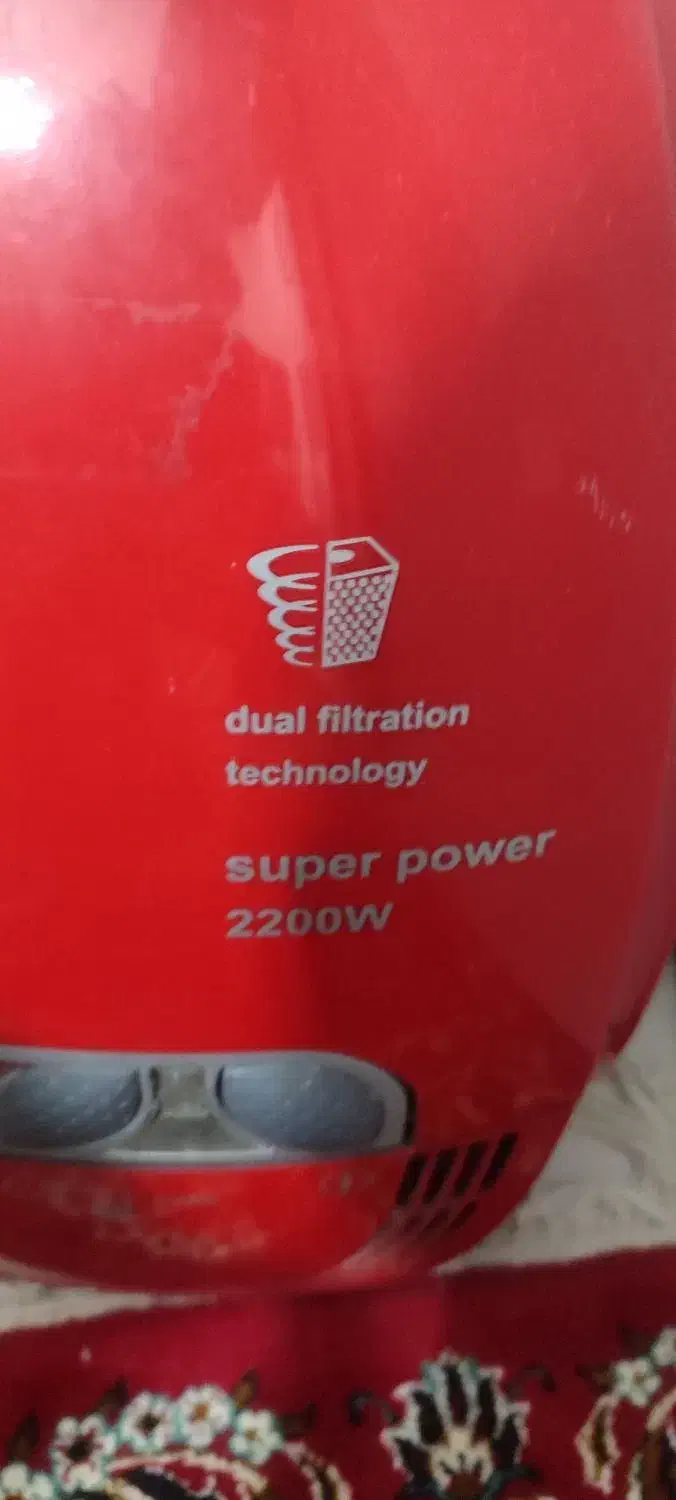 dual filtration
technology
super power
2200W